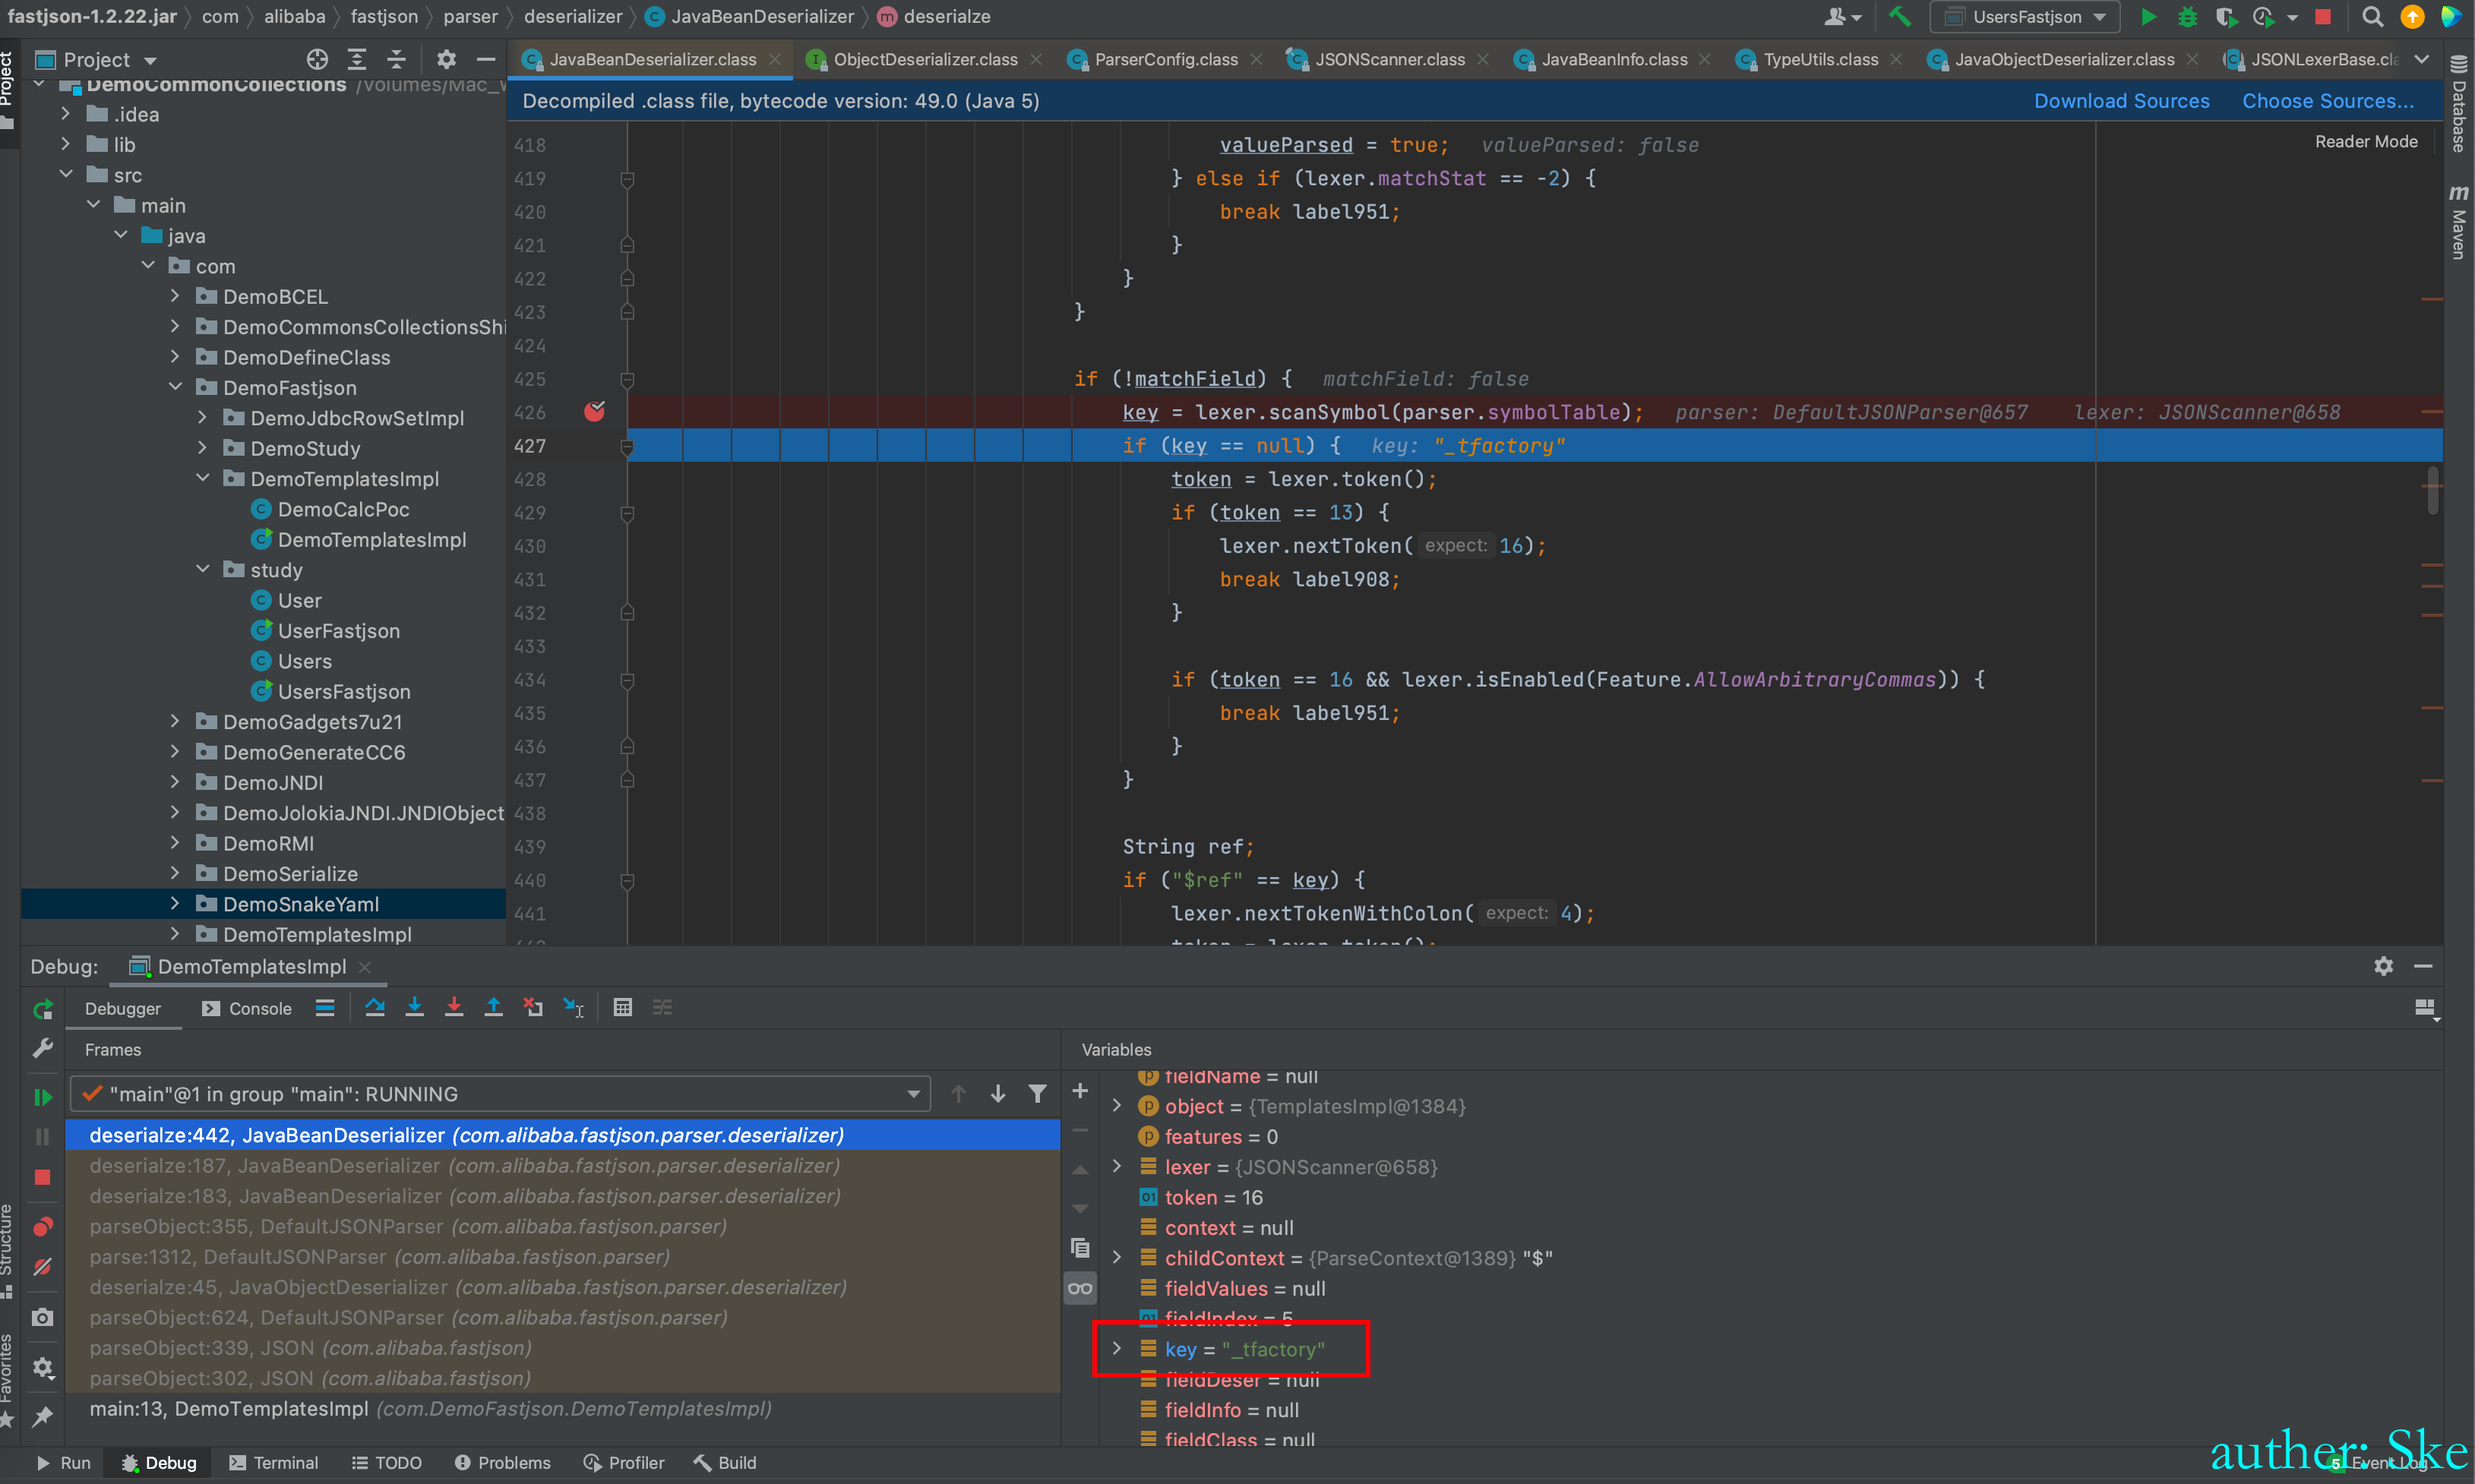 fastjson-1.2.22.jar com alibaba fastjson parser deserializer JavaBeanDeserializer deserialze
UsersFastjson
Project
JavaBeanDeserializer.class ObjectDeserializer.class ParserConfig.class JSONScanner.class JavaBeanInfo.class TypeUtils.class JavaObjectDeserializer.class JSONLexerBase.cla
Decompiled .class file, bytecode version: 49.0 (Java 5) Download Sources Choose Sources...
Reader Mode
Project
Structure
Favorites
Database
Maven
DemoCommonCollections /Volumes/Mac_
.idea
lib
src
main
java
com
DemoBCEL
DemoCommonsCollectionsShi
DemoDefineClass
DemoFastjson
DemoJdbcRowSetImpl
DemoStudy
DemoTemplatesImpl
DemoCalcPoc
DemoTemplatesImpl
study
User
UserFastjson
Users
UsersFastjson
DemoGadgets7u21
DemoGenerateCC6
DemoJNDI
DemoJolokiaJNDI.JNDIObject
DemoRMI
DemoSerialize
DemoSnakeYaml
DemoTemplatesImpl
418 valueParsed = true; valueParsed: false
419 } else if (lexer.matchStat == -2) {
420 break label951;
421 }
422 }
423 }
424
425 if (!matchField) { matchField: false
426 key = lexer.scanSymbol(parser.symbolTable); parser: DefaultJSONParser@657 lexer: JSONScanner@658
427 if (key == null) { key: "_tfactory"
428 token = lexer.token();
429 if (token == 13) {
430 lexer.nextToken( expect: 16);
431 break label908;
432 }
433
434 if (token == 16 && lexer.isEnabled(Feature.AllowArbitraryCommas)) {
435 break label951;
436 }
437 }
438
439 String ref;
440 if ("$ref" == key) {
441 lexer.nextTokenWithColon( expect: 4);
token = lexer.token();
Debug: DemoTemplatesImpl
Debugger Console
Frames
"main"@1 in group "main": RUNNING
deserialze:442, JavaBeanDeserializer (com.alibaba.fastjson.parser.deserializer)
deserialze:187, JavaBeanDeserializer (com.alibaba.fastjson.parser.deserializer)
deserialze:183, JavaBeanDeserializer (com.alibaba.fastjson.parser.deserializer)
parseObject:355, DefaultJSONParser (com.alibaba.fastjson.parser)
parse:1312, DefaultJSONParser (com.alibaba.fastjson.parser)
deserialze:45, JavaObjectDeserializer (com.alibaba.fastjson.parser.deserializer)
parseObject:624, DefaultJSONParser (com.alibaba.fastjson.parser)
parseObject:339, JSON (com.alibaba.fastjson)
parseObject:302, JSON (com.alibaba.fastjson)
main:13, DemoTemplatesImpl (com.DemoFastjson.DemoTemplatesImpl)
Variables
fieldName = null
object = {TemplatesImpl@1384}
features = 0
lexer = {JSONScanner@658}
token = 16
context = null
childContext = {ParseContext@1389} "$"
fieldValues = null
fieldIndex = 5
key = "_tfactory"
fieldDeser = null
fieldInfo = null
fieldClass = null
Run Debug Terminal TODO Problems Profiler Build
5 Event Log
auther: Ske